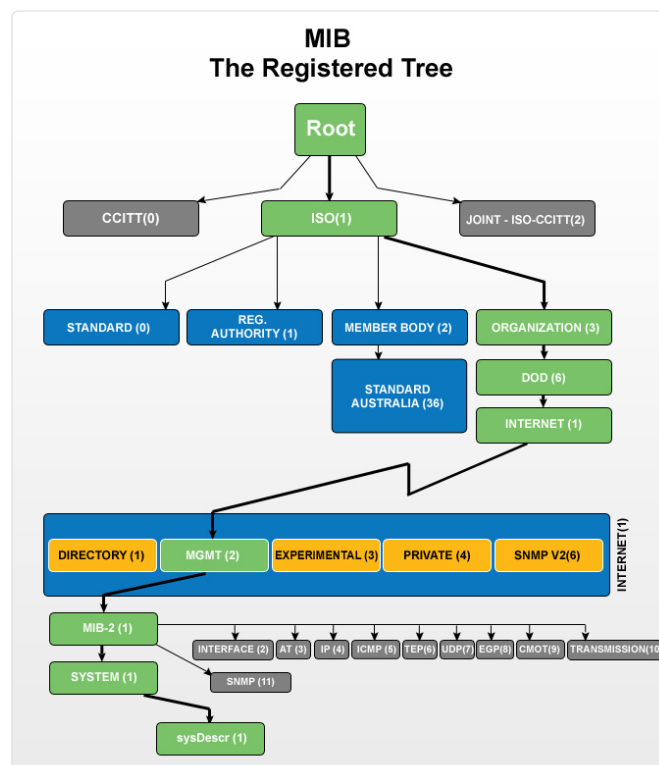 MIB
The Registered Tree
Root
CCITT(0)
ISO(1)
JOINT - ISO-CCITT(2)
STANDARD (0)
REG.
AUTHORITY (1)
MEMBER BODY (2)
ORGANIZATION (3)
STANDARD
AUSTRALIA (36)
DOD (6)
INTERNET (1)
DIRECTORY (1)
MGMT (2)
EXPERIMENTAL (3)
PRIVATE (4)
SNMP V2(6)
INTERNET(1)
MIB-2 (1)
INTERFACE (2)
AT (3)
IP (4)
ICMP (5)
TEP(6)
UDP(7)
EGP(8)
CMOT(9)
TRANSMISSION(10
SYSTEM (1)
SNMP (11)
sysDescr (1)